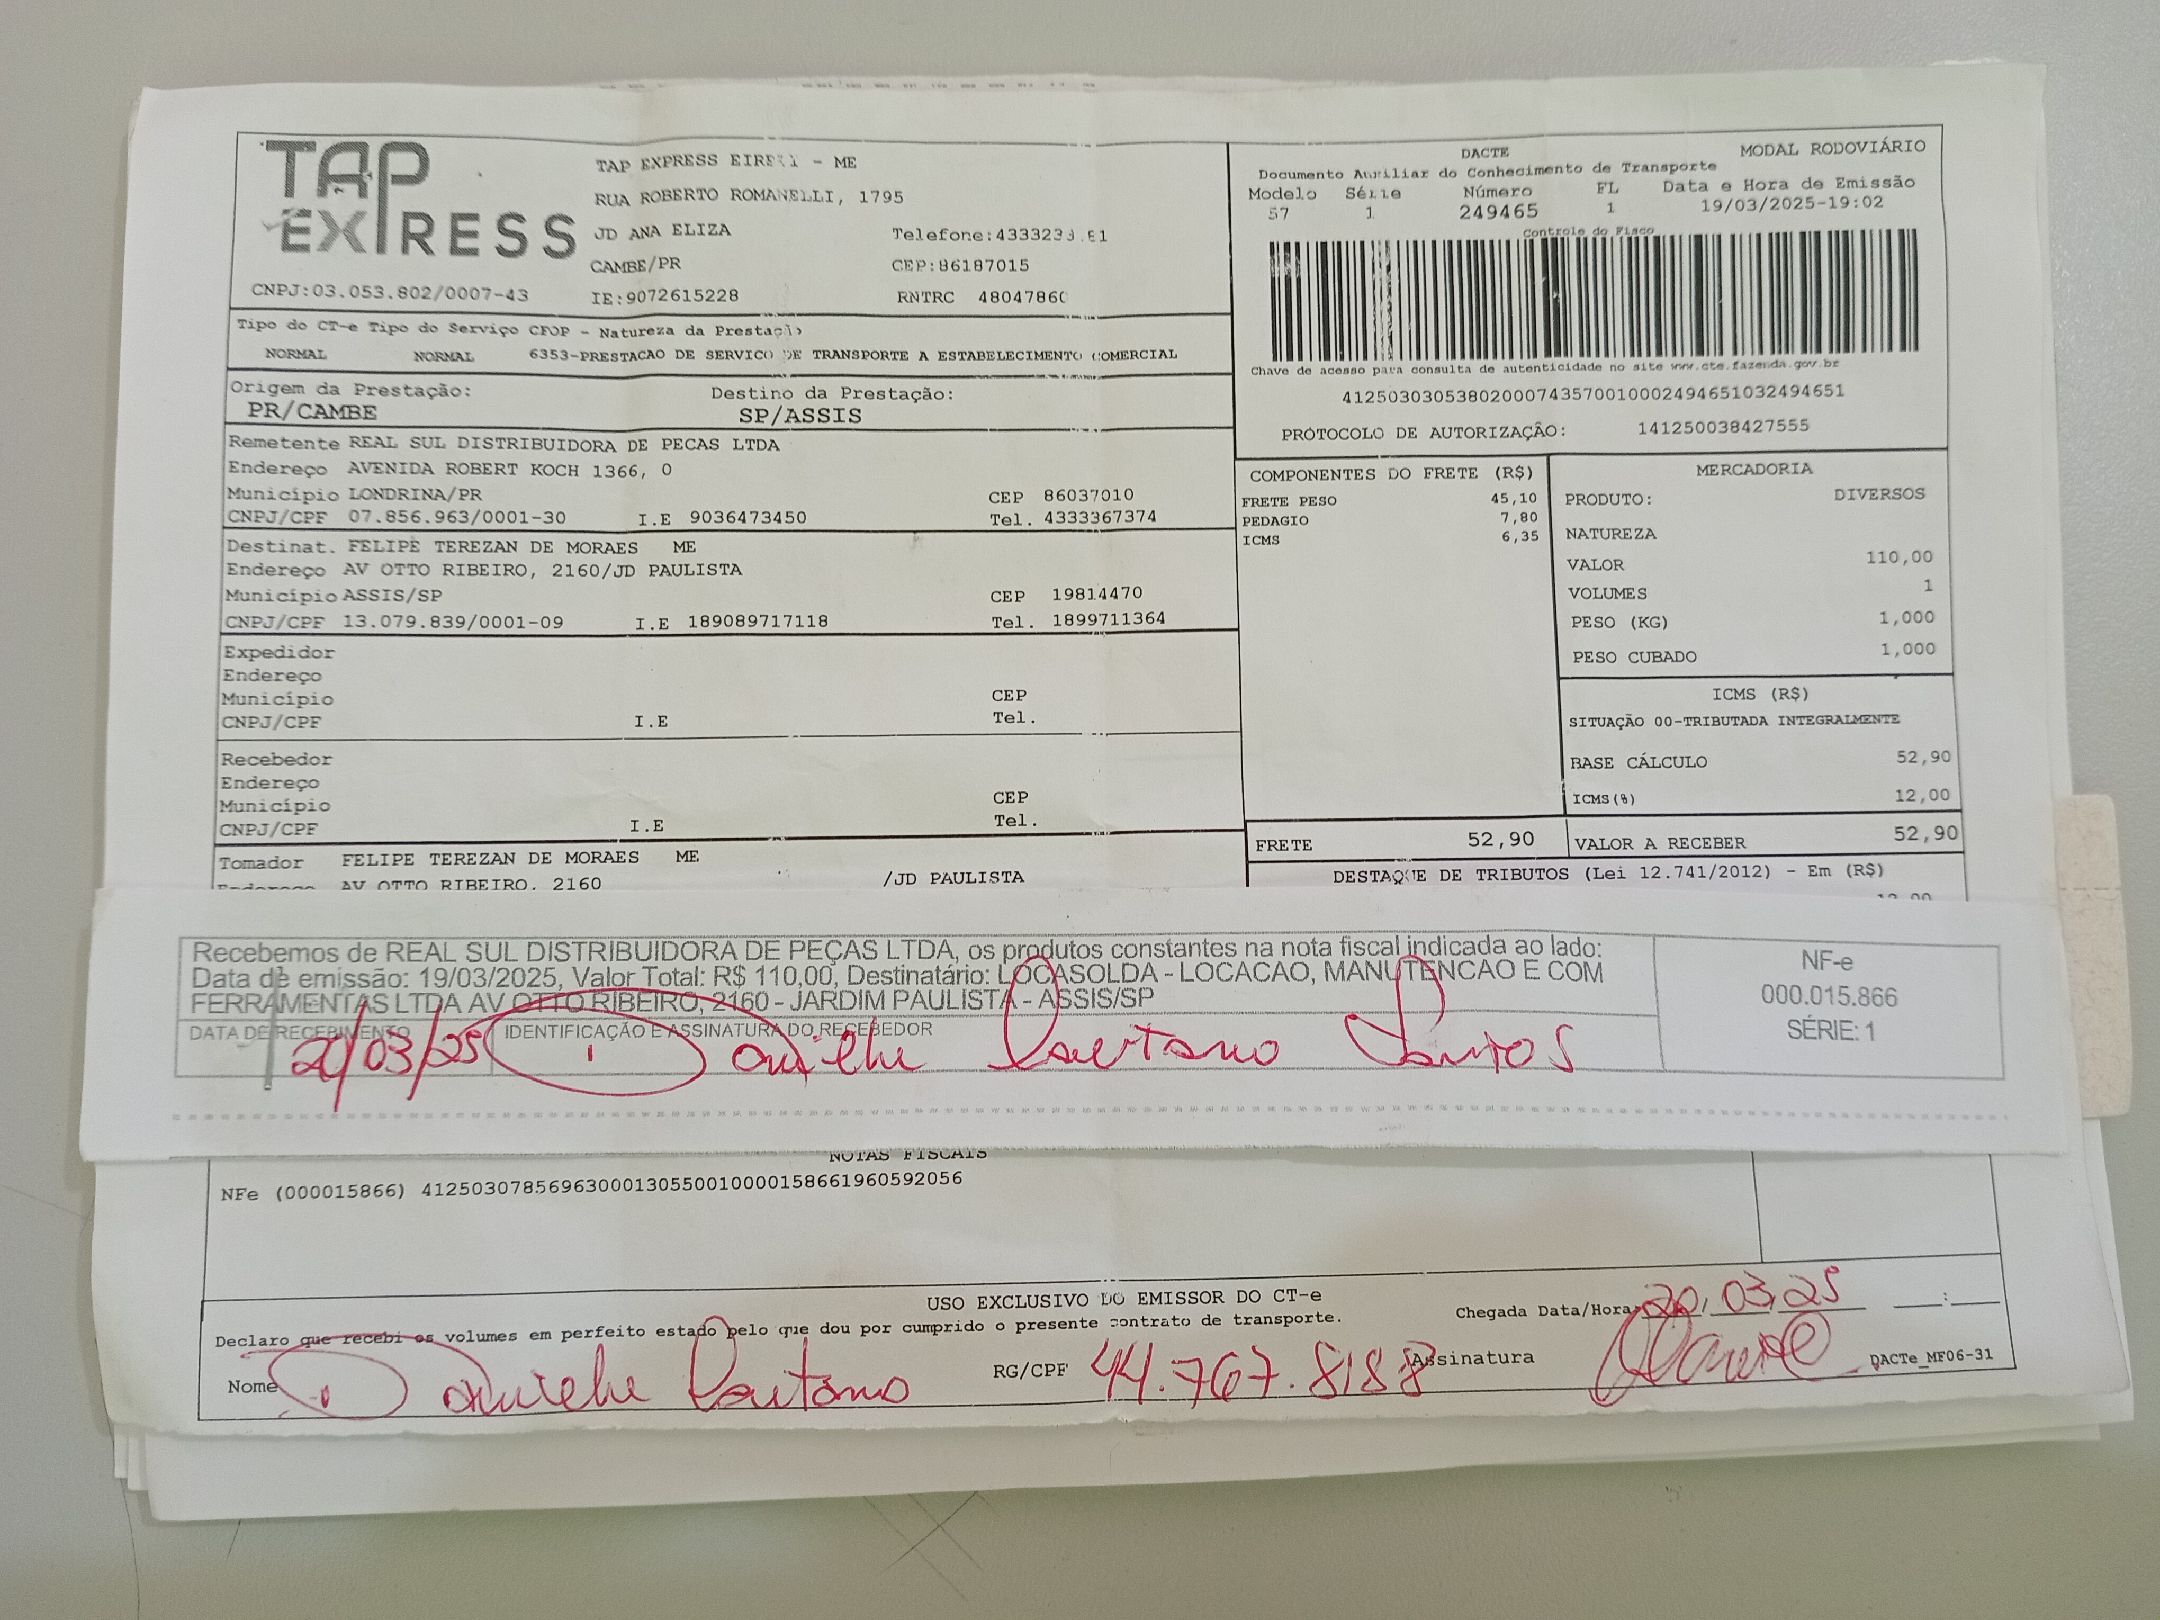 TAP EXPRESS
TAP EXPRESS EIRELI - ME
RUA ROBERTO ROMANELLI, 1795
JD ANA ELIZA
CAMBE/PR
Telefone:
CEP:86187015
CNPJ:03.053.802/0007-43
IE:9072615228
RNTRC
DACTE
MODAL RODOVIÁRIO
Documento Auxiliar do Conhecimento de Transporte
Modelo Série Número FL Data e Hora de Emissão
57 1 249465 1 19/03/2025-19:02
Controle do Fisco
Chave de acesso para consulta de autenticidade no site www.cte.fazenda.gov.br
41250303053802000743570010002494651032494651
PROTOCOLO DE AUTORIZAÇÃO: 141250038427555
Tipo do CT-e Tipo do Serviço CFOP - Natureza da Prestação
NORMAL NORMAL 6353-PRESTACAO DE SERVICO DE TRANSPORTE A ESTABELECIMENTO COMERCIAL
Origem da Prestação: Destino da Prestação:
PR/CAMBE SP/ASSIS
Remetente REAL SUL DISTRIBUIDORA DE PECAS LTDA
Endereço AVENIDA ROBERT KOCH 1366, 0
Município LONDRINA/PR CEP 86037010
CNPJ/CPF 07.856.963/0001-30 I.E 9036473450 Tel. 4333367374
Destinat. FELIPE TEREZAN DE MORAES ME
Endereço AV OTTO RIBEIRO, 2160/JD PAULISTA
Município ASSIS/SP CEP 19814470
CNPJ/CPF 13.079.839/0001-09 I.E 189089717118 Tel. 1899711364
Expedidor
Endereço
Município CEP
CNPJ/CPF I.E Tel.
Recebedor
Endereço
Município CEP
CNPJ/CPF I.E Tel.
Tomador FELIPE TEREZAN DE MORAES ME
Endereço AV OTTO RIBEIRO, 2160 /JD PAULISTA
COMPONENTES DO FRETE (R$)
FRETE PESO 45,10
PEDAGIO 7,80
ICMS 6,35
MERCADORIA
PRODUTO: DIVERSOS
NATUREZA
VALOR 110,00
VOLUMES 1
PESO (KG) 1,000
PESO CUBADO 1,000
ICMS (R$)
SITUAÇÃO 00-TRIBUTADA INTEGRALMENTE
BASE CÁLCULO 52,90
ICMS(%) 12,00
FRETE 52,90 VALOR A RECEBER 52,90
DESTAQUE DE TRIBUTOS (Lei 12.741/2012) - Em (R$)
Recebemos de REAL SUL DISTRIBUIDORA DE PEÇAS LTDA, os produtos constantes na nota fiscal indicada ao lado:
Data de emissão: 19/03/2025, Valor Total: R$ 110,00, Destinatário: LOCASOLDA - LOCACAO, MANUTENCAO E COM
FERRAMENTAS LTDA AV OTTO RIBEIRO, 2160 - JARDIM PAULISTA - ASSIS/SP
DATA DE RECEBIMENTO IDENTIFICAÇÃO E ASSINATURA DO RECEBEDOR
/03/25 Danielle Caetano Santos
NF-e
000.015.866
SÉRIE: 1
NOTAS FISCAIS
NFe (000015866) 41250307856963000130550010000158661960592056
USO EXCLUSIVO DO EMISSOR DO CT-e
Declaro que recebi os volumes em perfeito estado pelo que dou por cumprido o presente contrato de transporte.
Chegada Data/Hora 20/03/25
Nome Danielle Caetano RG/CPF 44.767.818 Assinatura
DACTe_MF06-31